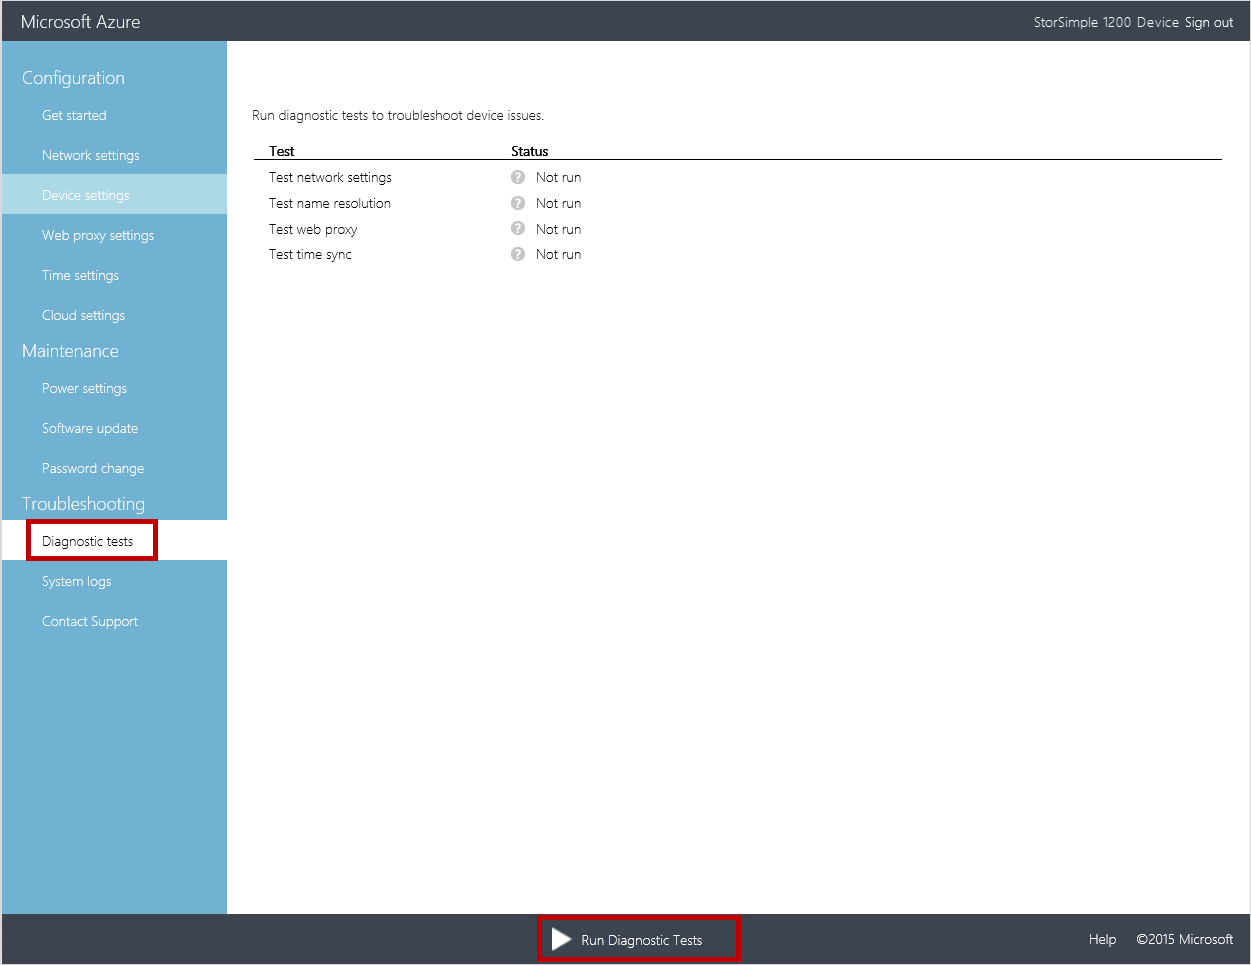 Microsoft Azure
StorSimple 1200 Device Sign out
Configuration
Get started
Network settings
Device settings
Web proxy settings
Time settings
Cloud settings
Maintenance
Power settings
Software update
Password change
Troubleshooting
Diagnostic tests
System logs
Contact Support
Run diagnostic tests to troubleshoot device issues.
Test Status
Test network settings ? Not run
Test name resolution ? Not run
Test web proxy ? Not run
Test time sync ? Not run
Run Diagnostic Tests
Help ©2015 Microsoft